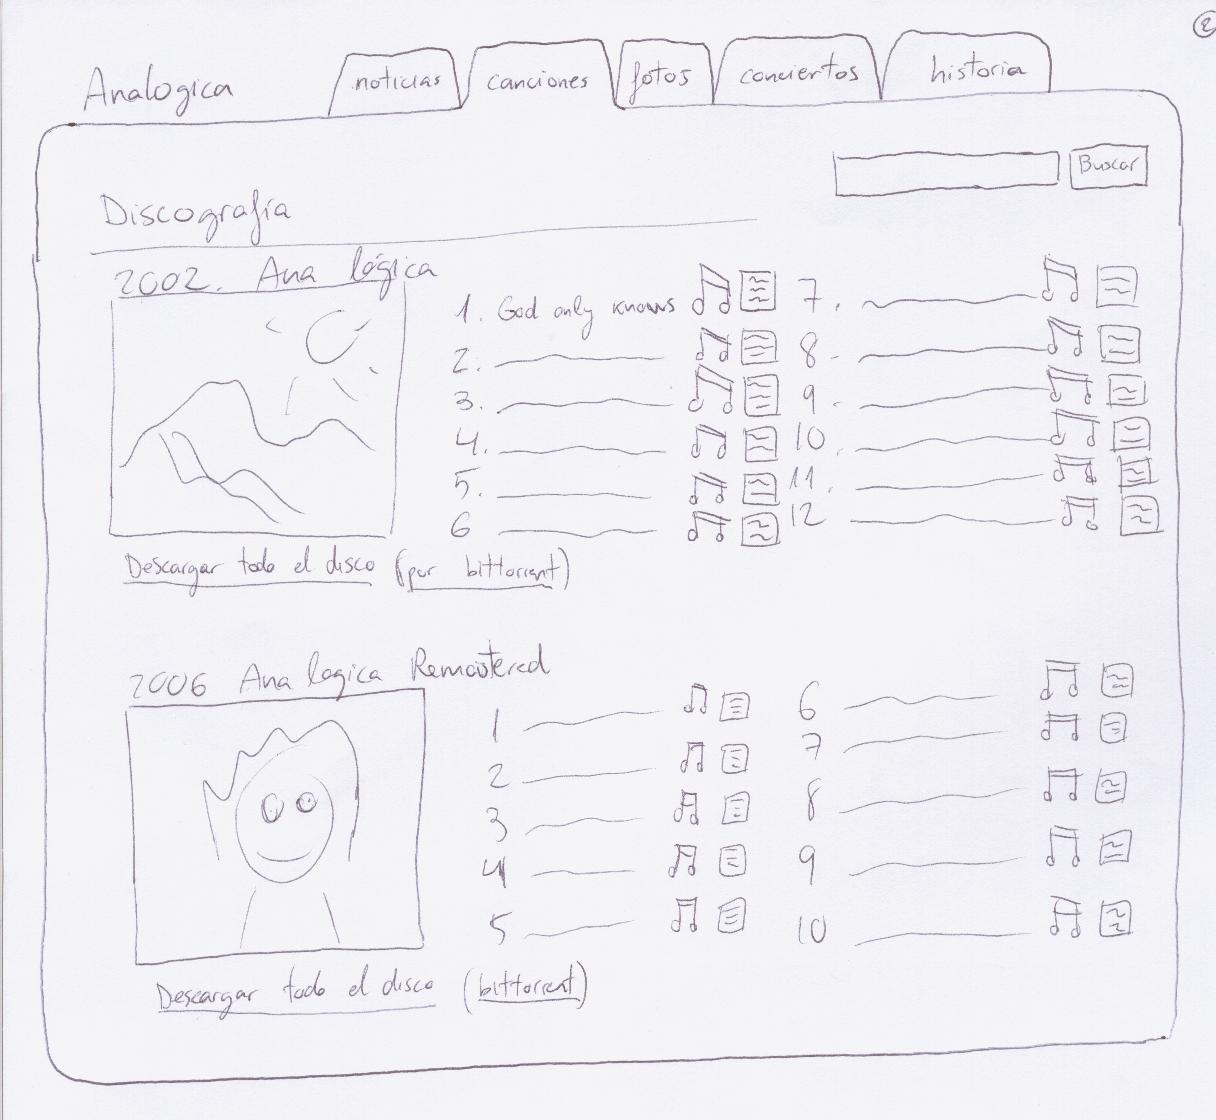 2
Analogica noticias canciones fotos conciertos historia
Buscar
Discografía
2002. Ana lógica
1. God only knows 7.
2. 8.
3. 9.
4. 10.
5. 11.
6 12
Descargar todo el disco (por bittorrent)
2006 Ana logica Remastered
1 6
2 7
3 8
4 9
5 10
Descargar todo el disco (bittorrent)